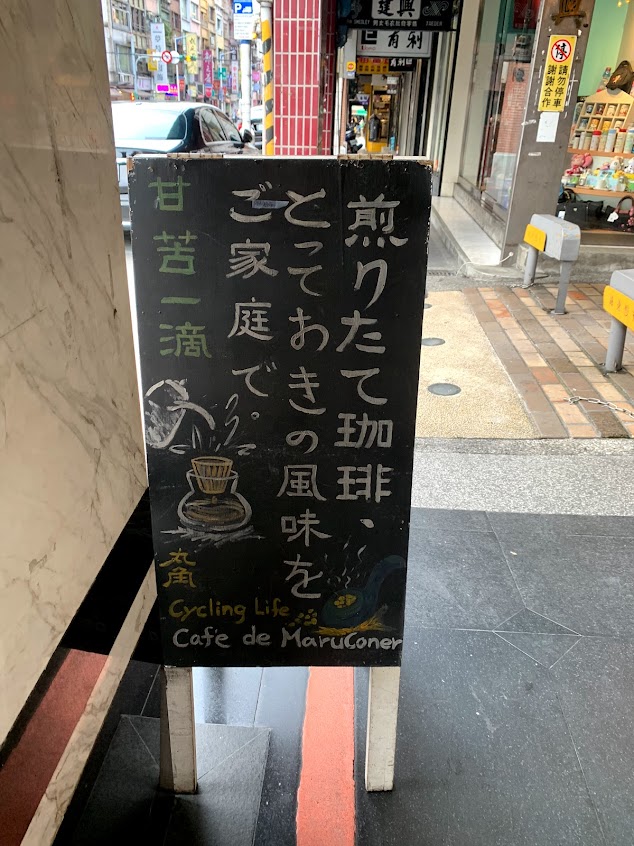 煎りたて珈琲、
とっておきの風味を
ご家庭で。
甘苦一滴
丸角
Cycling Life
Cafe de MaruConer
建興
有利
請勿停車
謝謝合作
停